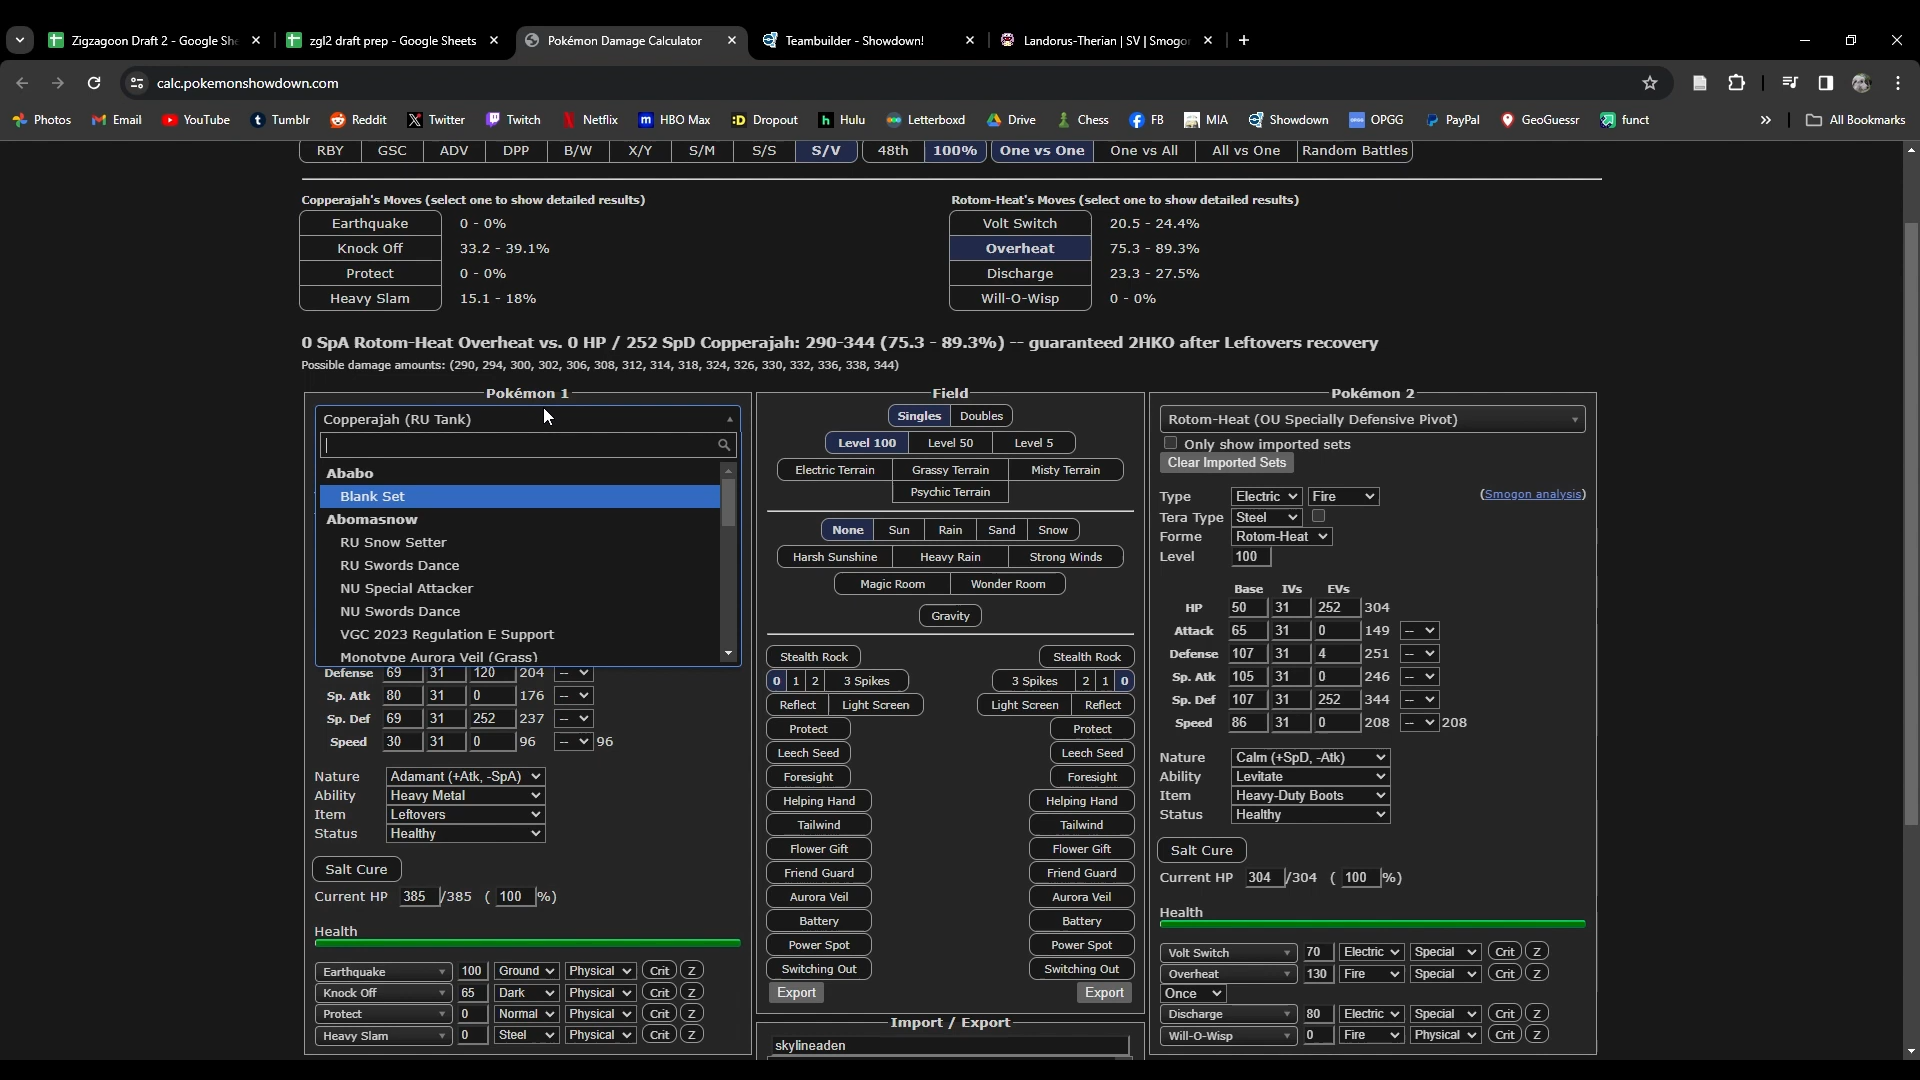 Zigzagoon Draft 2 - Google She
zgl2 draft prep - Google Sheets
Pokémon Damage Calculator
Teambuilder - Showdown!
Landorus-Therian | SV | Smogo
calc.pokemonshowdown.com
Photos Email YouTube Tumblr Reddit Twitter Twitch Netflix HBO Max Dropout Hulu Letterboxd Drive Chess FB MIA Showdown OPGG PayPal GeoGuessr funct » All Bookmarks
RBY GSC ADV DPP B/W X/Y S/M S/S S/V 48th 100% One vs One One vs All All vs One Random Battles
Copperajah's Moves (select one to show detailed results)
Earthquake 0 - 0%
Knock Off 33.2 - 39.1%
Protect 0 - 0%
Heavy Slam 15.1 - 18%
Rotom-Heat's Moves (select one to show detailed results)
Volt Switch 20.5 - 24.4%
Overheat 75.3 - 89.3%
Discharge 23.3 - 27.5%
Will-O-Wisp 0 - 0%
0 SpA Rotom-Heat Overheat vs. 0 HP / 252 SpD Copperajah: 290-344 (75.3 - 89.3%) -- guaranteed 2HKO after Leftovers recovery
Possible damage amounts: (290, 294, 300, 302, 306, 308, 312, 314, 318, 324, 326, 330, 332, 336, 338, 344)
Pokémon 1
Copperajah (RU Tank)
Ababo
Blank Set
Abomasnow
RU Snow Setter
RU Swords Dance
NU Special Attacker
NU Swords Dance
VGC 2023 Regulation E Support
Monotype Aurora Veil (Grass)
Defense 69 31 120 204 --
Sp. Atk 80 31 0 176 --
Sp. Def 69 31 252 237 --
Speed 30 31 0 96 -- 96
Nature Adamant (+Atk, -SpA)
Ability Heavy Metal
Item Leftovers
Status Healthy
Salt Cure
Current HP 385 /385 ( 100 %)
Health
Earthquake 100 Ground Physical Crit Z
Knock Off 65 Dark Physical Crit Z
Protect 0 Normal Physical Crit Z
Heavy Slam 0 Steel Physical Crit Z
Field
Singles Doubles
Level 100 Level 50 Level 5
Electric Terrain Grassy Terrain Misty Terrain
Psychic Terrain
None Sun Rain Sand Snow
Harsh Sunshine Heavy Rain Strong Winds
Magic Room Wonder Room
Gravity
Stealth Rock Stealth Rock
0 1 2 3 Spikes 3 Spikes 2 1 0
Reflect Light Screen Light Screen Reflect
Protect Protect
Leech Seed Leech Seed
Foresight Foresight
Helping Hand Helping Hand
Tailwind Tailwind
Flower Gift Flower Gift
Friend Guard Friend Guard
Aurora Veil Aurora Veil
Battery Battery
Power Spot Power Spot
Switching Out Switching Out
Export Export
Import / Export
skylineaden
Pokémon 2
Rotom-Heat (OU Specially Defensive Pivot)
Only show imported sets
Clear Imported Sets
Type Electric Fire (Smogon analysis)
Tera Type Steel
Forme Rotom-Heat
Level 100
Base IVs EVs
HP 50 31 252 304
Attack 65 31 0 149 --
Defense 107 31 4 251 --
Sp. Atk 105 31 0 246 --
Sp. Def 107 31 252 344 --
Speed 86 31 0 208 -- 208
Nature Calm (+SpD, -Atk)
Ability Levitate
Item Heavy-Duty Boots
Status Healthy
Salt Cure
Current HP 304 /304 ( 100 %)
Health
Volt Switch 70 Electric Special Crit Z
Overheat 130 Fire Special Crit Z
Once
Discharge 80 Electric Special Crit Z
Will-O-Wisp 0 Fire Physical Crit Z